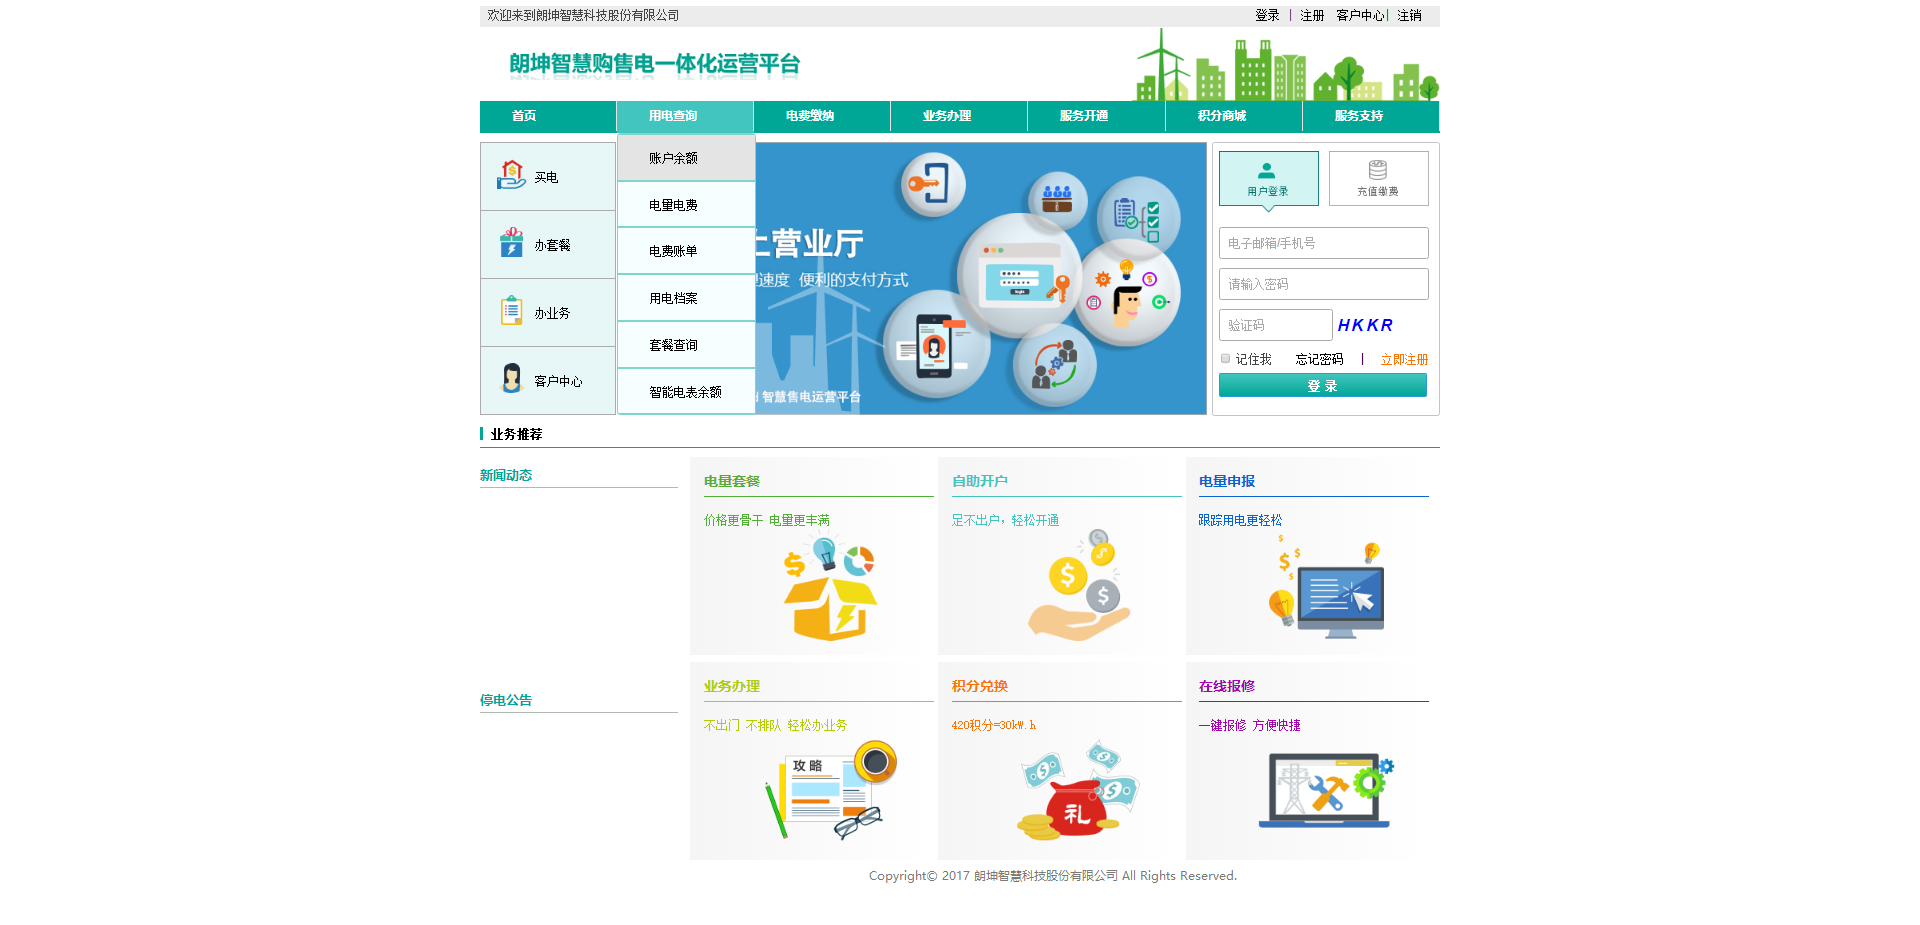 欢迎来到朗坤智慧科技股份有限公司
登录 | 注册 客户中心| 注销
朗坤智慧购售电一体化运营平台
首页 用电查询 电费缴纳 业务办理 服务开通 积分商城 服务支持
买电
办套餐
办业务
客户中心
账户余额
电量电费
电费账单
用电档案
套餐查询
智能电表余额
上营业厅
速度 便利的支付方式
智慧售电运营平台
用户登录 充值缴费
电子邮箱/手机号
请输入密码
验证码 HKKR
记住我 忘记密码 | 立即注册
登 录
业务推荐
新闻动态
停电公告
电量套餐
价格更骨干 电量更丰满
自助开户
足不出户，轻松开通
电量申报
跟踪用电更轻松
业务办理
不出门 不排队 轻松办业务
攻略
积分兑换
420积分=30kW.h
礼
在线报修
一键报修 方便快捷
Copyright© 2017 朗坤智慧科技股份有限公司 All Rights Reserved.